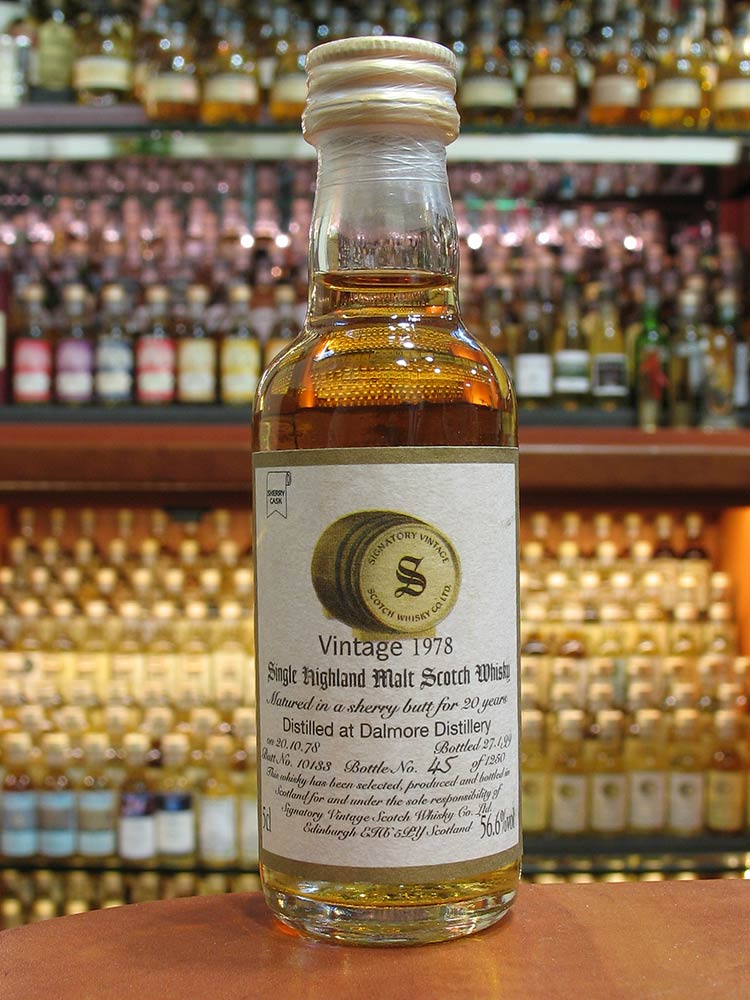 SHERRY
CASK
SIGNATORY VINTAGE
S
SCOTCH WHISKY CO. LTD.
Vintage 1978
Single Highland Malt Scotch Whisky
Matured in a sherry butt for 20 years
Distilled at Dalmore Distillery
on 20.10.78 Bottled 27.1.99
Butt No. 10133 Bottle No. 45 of 1250
This whisky has been selected, produced and bottled in
Scotland for and under the sole responsibility of
Signatory Vintage Scotch Whisky Co. Ltd.
Edinburgh EH6 5PY Scotland
5cl 56.6%vol